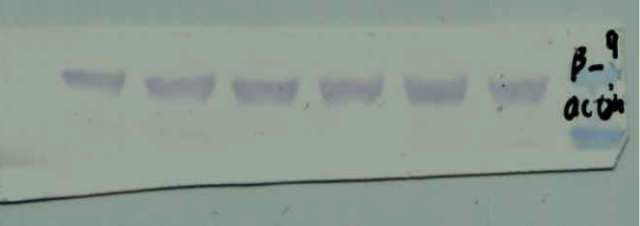 β- 9
actin